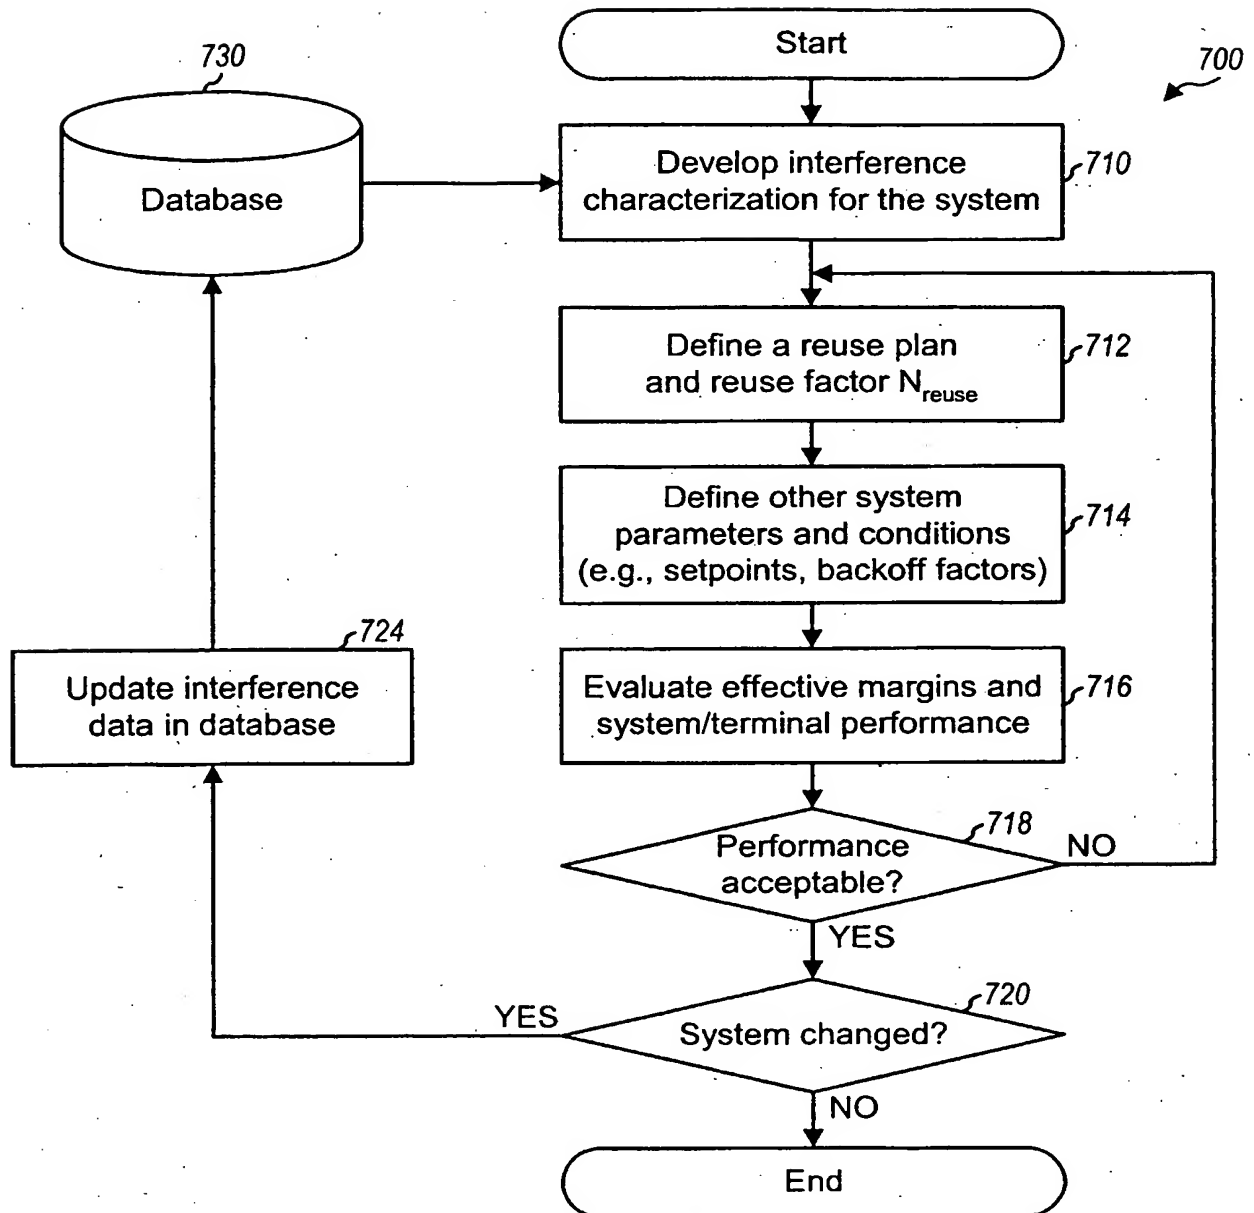 Start
700
730
Database
Develop interference
characterization for the system
710
Define a reuse plan
and reuse factor Nreuse
712
Define other system
parameters and conditions
(e.g., setpoints, backoff factors)
714
724
Update interference
data in database
Evaluate effective margins and
system/terminal performance
716
718
Performance
acceptable?
NO
YES
720
YES
System changed?
NO
End